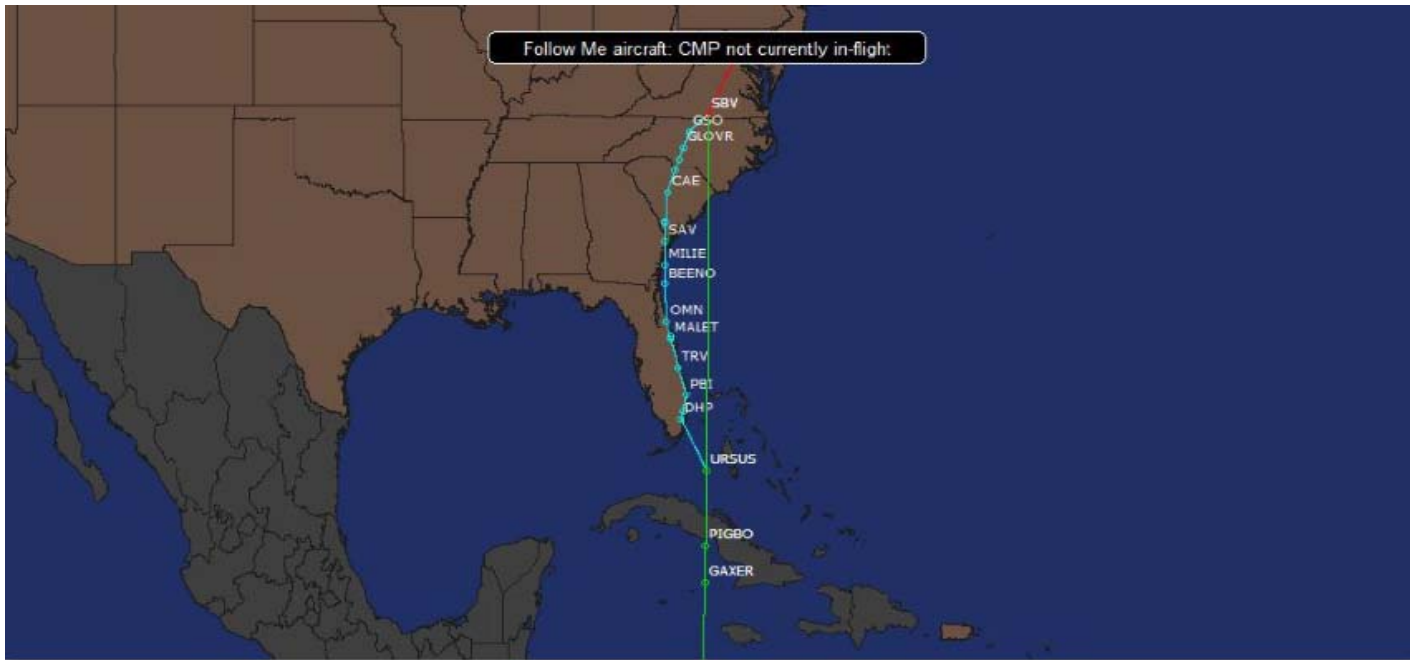 Follow Me aircraft: CMP not currently in-flight
SBV
GSO
GLOVR
CAE
SAV
MILIE
BEENO
OMN
MALET
TRV
PBI
DHP
URSUS
PIGBO
GAXER